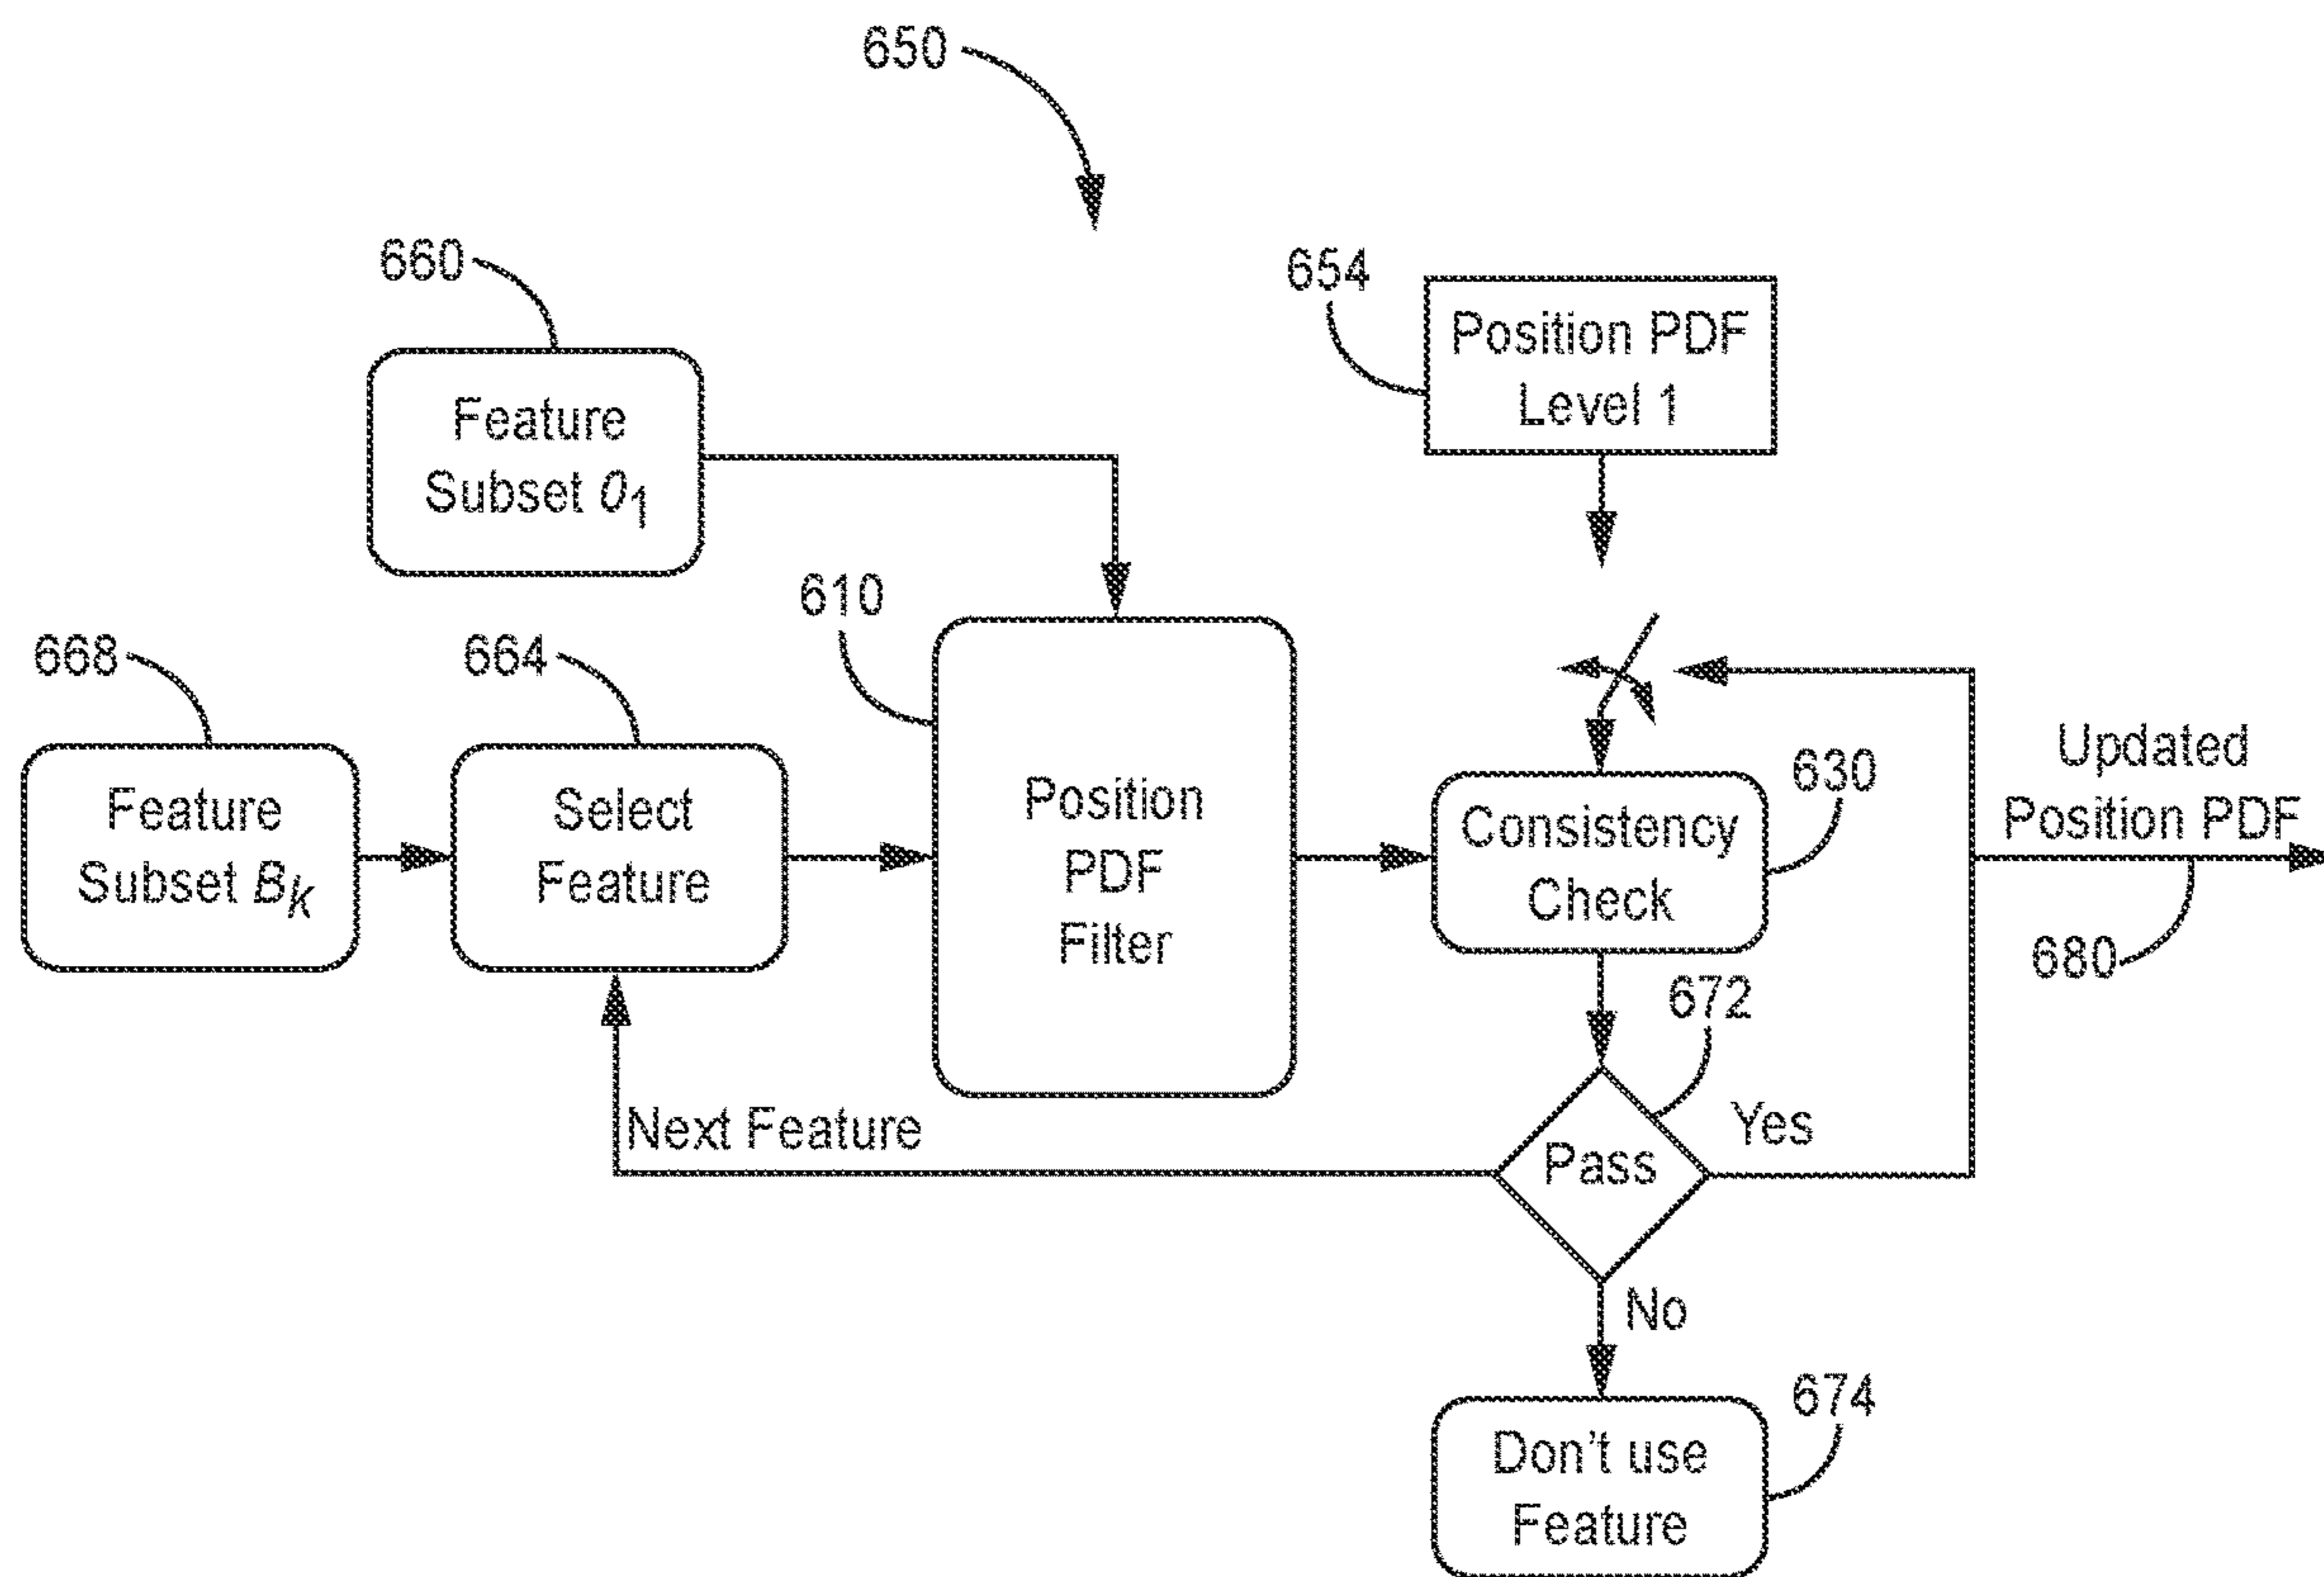 650
660
654
Position PDF
Level 1
Feature
Subset 0₁
610
668
664
Feature
Subset Bₖ
Select
Feature
Position
PDF
Filter
Consistency
Check
630
Updated
Position PDF
680
672
Next Feature
Pass
Yes
No
674
Don't use
Feature